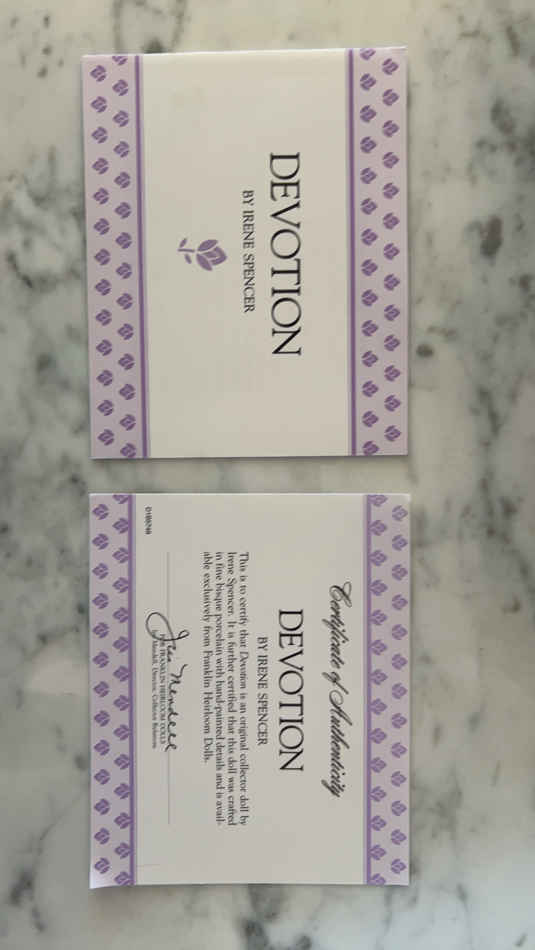 DEVOTION
BY IRENE SPENCER
Certificate of Authenticity
DEVOTION
BY IRENE SPENCER
This is to certify that Devotion is an original collector doll by
Irene Spencer. It is further certified that this doll was crafted
in fine bisque porcelain with hand-painted details and is avail-
able exclusively from Franklin Heirloom Dolls.
FOR FRANKLIN HEIRLOOM DOLLS
Mandell, Director, Collector Relations